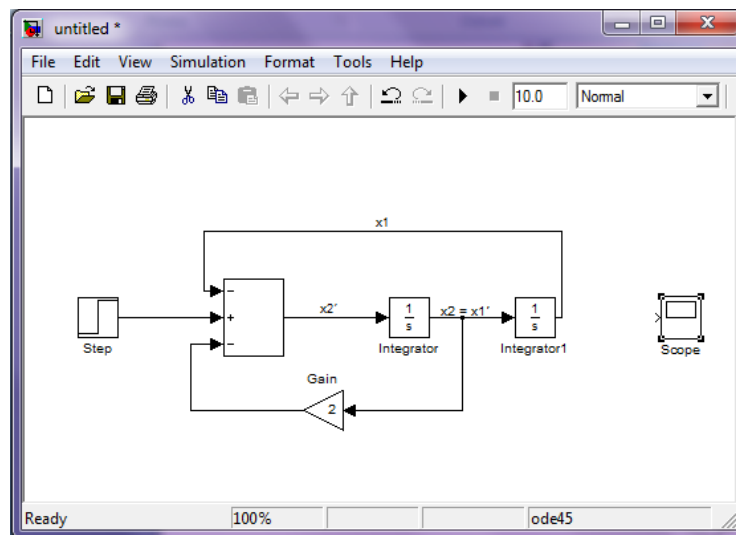 untitled *
File Edit View Simulation Format Tools Help
10.0 Normal
x1
−
+
−
x2´
1
s
x2 = x1´
1
s
Step
Integrator
Integrator1
Scope
Gain
2
Ready 100% ode45